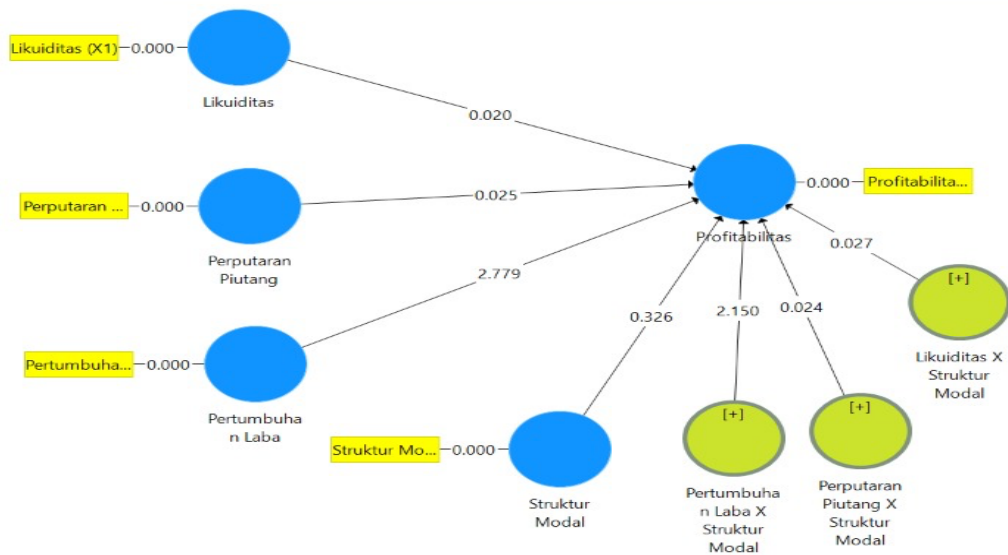 Likuiditas (X1)
0.000
Likuiditas
0.020
Perputaran ...
0.000
Perputaran
Piutang
0.025
0.000
Profitabilita...
Profitabilitas
2.779
0.027
Pertumbuha...
0.000
Pertumbuha
n Laba
0.326
2.150
0.024
[+]
Likuiditas X
Struktur
Modal
Struktur Mo...
0.000
Struktur
Modal
[+]
Pertumbuha
n Laba X
Struktur
Modal
[+]
Perputaran
Piutang X
Struktur
Modal